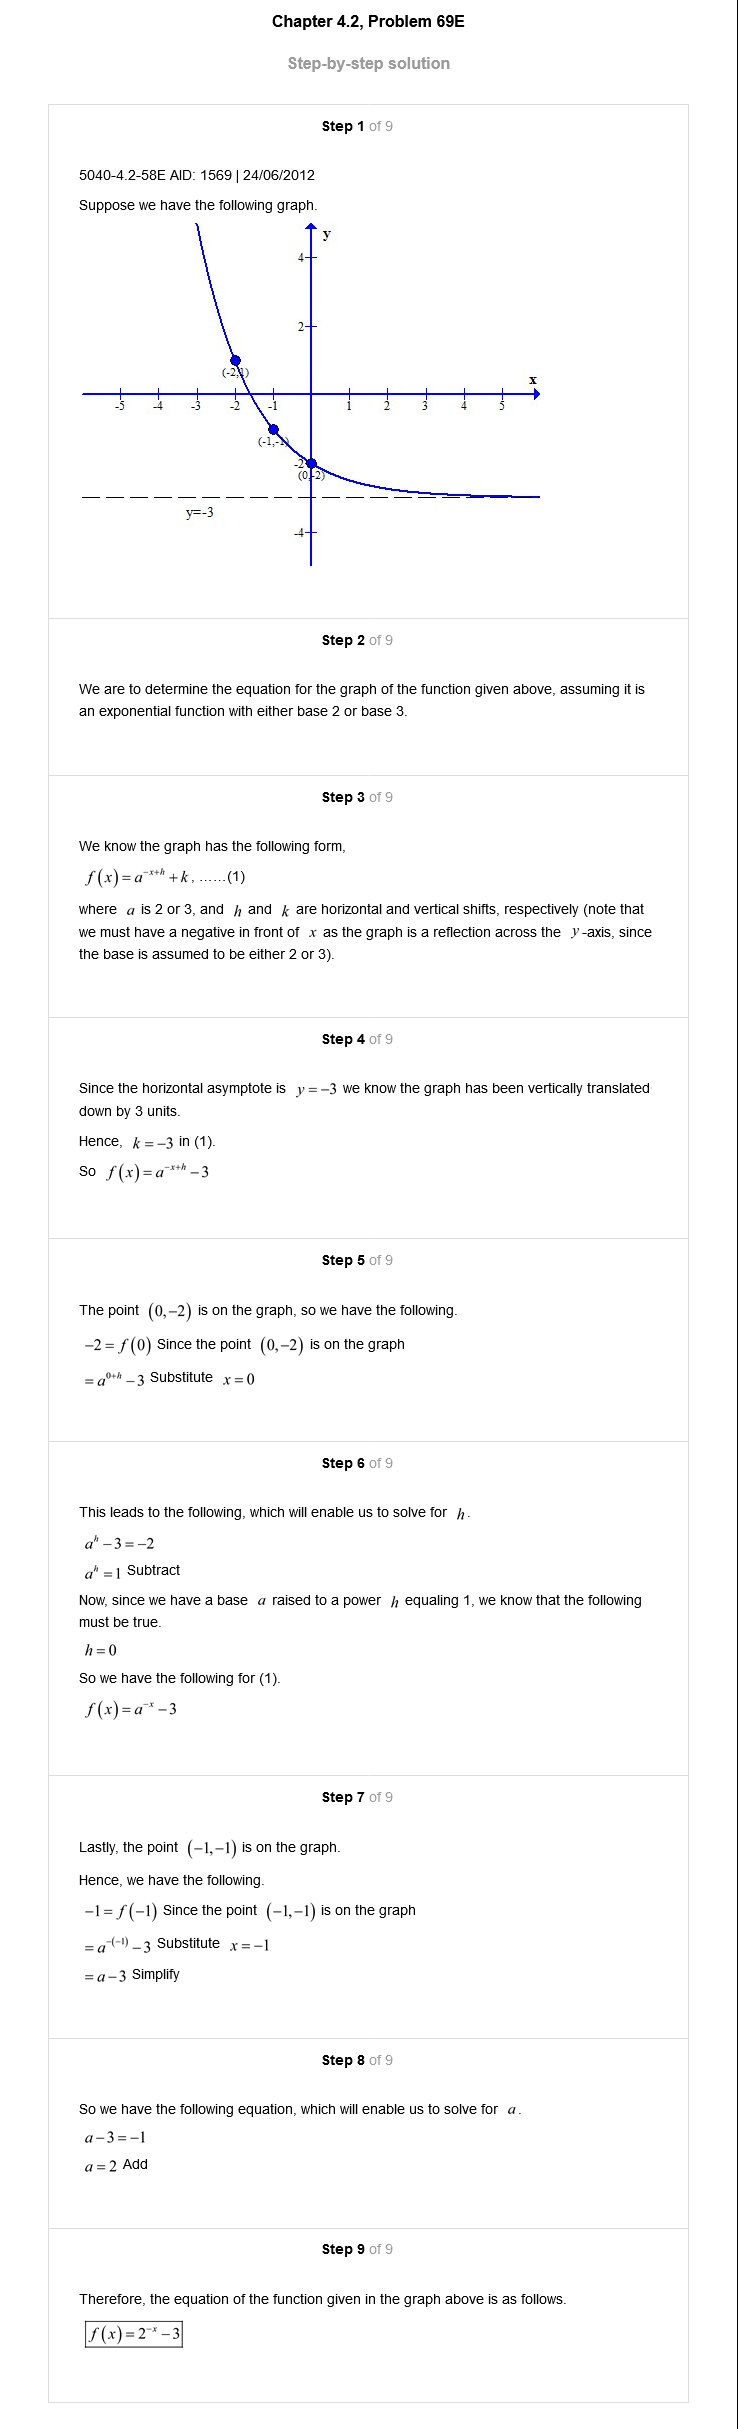 Chapter 4.2, Problem 69E
Step-by-step solution
Step 1 of 9
5040-4.2-58E AID: 1569 | 24/06/2012
Suppose we have the following graph.
y
4
2
(-2,1)
x
-5 -4 -3 -2 -1 1 2 3 4 5
(-1,-1)
-2
(0,-2)
y=-3
-4
Step 2 of 9
We are to determine the equation for the graph of the function given above, assuming it is
an exponential function with either base 2 or base 3.
Step 3 of 9
We know the graph has the following form,
f(x)=a^{-x+h}+k, ......(1)
where a is 2 or 3, and h and k are horizontal and vertical shifts, respectively (note that
we must have a negative in front of x as the graph is a reflection across the y-axis, since
the base is assumed to be either 2 or 3).
Step 4 of 9
Since the horizontal asymptote is y=−3 we know the graph has been vertically translated
down by 3 units.
Hence, k=−3 in (1).
So f(x)=a^{-x+h}−3
Step 5 of 9
The point (0,−2) is on the graph, so we have the following.
−2=f(0) Since the point (0,−2) is on the graph
=a^{0+h}−3 Substitute x=0
Step 6 of 9
This leads to the following, which will enable us to solve for h.
a^h−3=−2
a^h=1 Subtract
Now, since we have a base a raised to a power h equaling 1, we know that the following
must be true.
h=0
So we have the following for (1).
f(x)=a^{-x}−3
Step 7 of 9
Lastly, the point (−1,−1) is on the graph.
Hence, we have the following.
−1=f(−1) Since the point (−1,−1) is on the graph
=a^{-(-1)}−3 Substitute x=−1
=a−3 Simplify
Step 8 of 9
So we have the following equation, which will enable us to solve for a.
a−3=−1
a=2 Add
Step 9 of 9
Therefore, the equation of the function given in the graph above is as follows.
f(x)=2^{-x}−3